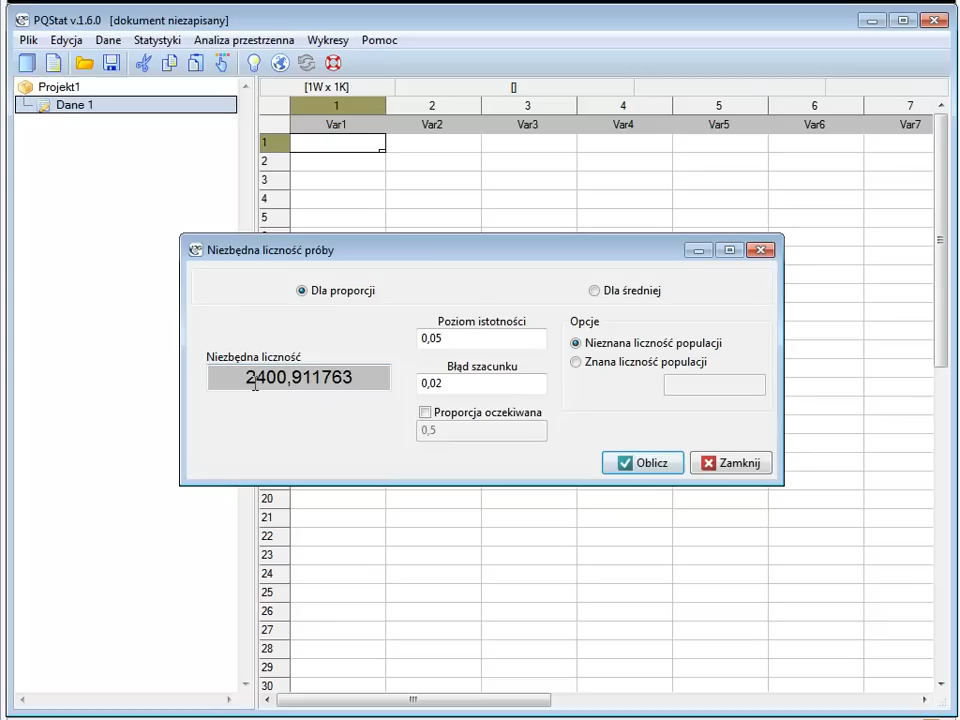 PQStat v.1.6.0 [dokument niezapisany]
Plik Edycja Dane Statystyki Analiza przestrzenna Wykresy Pomoc
Projekt1
Dane 1
[1W x 1K] []
1 2 3 4 5 6 7
Var1 Var2 Var3 Var4 Var5 Var6 Var7
1
2
3
4
5
Niezbędna liczność próby
Dla proporcji Dla średniej
Poziom istotności
0,05
Opcje
Nieznana liczność populacji
Znana liczność populacji
Niezbędna liczność
2400,911763
Błąd szacunku
0,02
Proporcja oczekiwana
0,5
Oblicz Zamknij
20
21
22
23
24
25
26
27
28
29
30